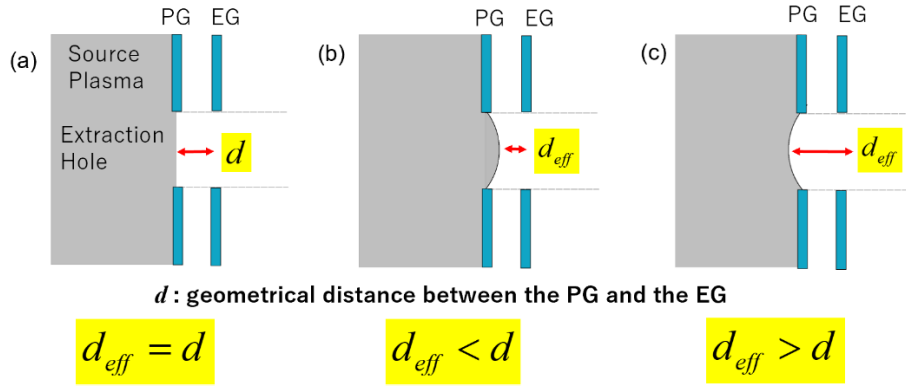 PG EG
(a)
Source
Plasma
Extraction
Hole
d
PG EG
(b)
d_eff
PG EG
(c)
d_eff
d : geometrical distance between the PG and the EG
d_eff = d
d_eff < d
d_eff > d